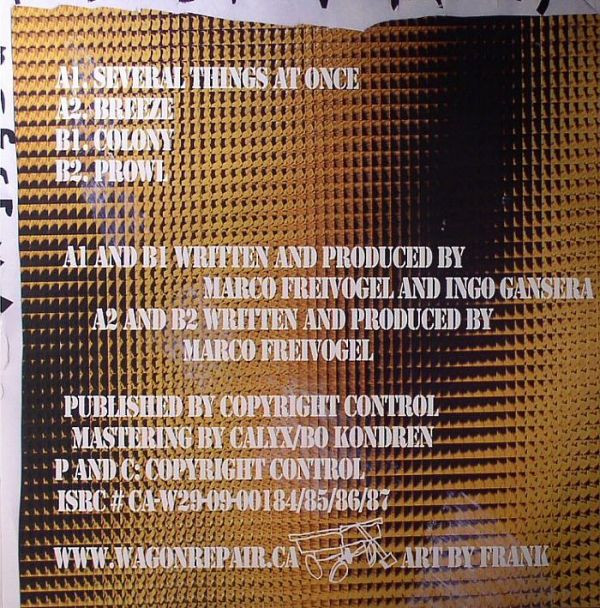 A1. SEVERAL THINGS AT ONCE
A2. BREEZE
B1. COLONY
B2. PROWL
A1 AND B1 WRITTEN AND PRODUCED BY
MARCO FREIVOGEL AND INGO GANSERA
A2 AND B2 WRITTEN AND PRODUCED BY
MARCO FREIVOGEL
PUBLISHED BY COPYRIGHT CONTROL
MASTERING BY CALYX/BO KONDREN
P AND C: COPYRIGHT CONTROL
ISRC # CA-W29-09-00184/85/86/87
WWW.WAGONREPAIR.CA ART BY FRANK